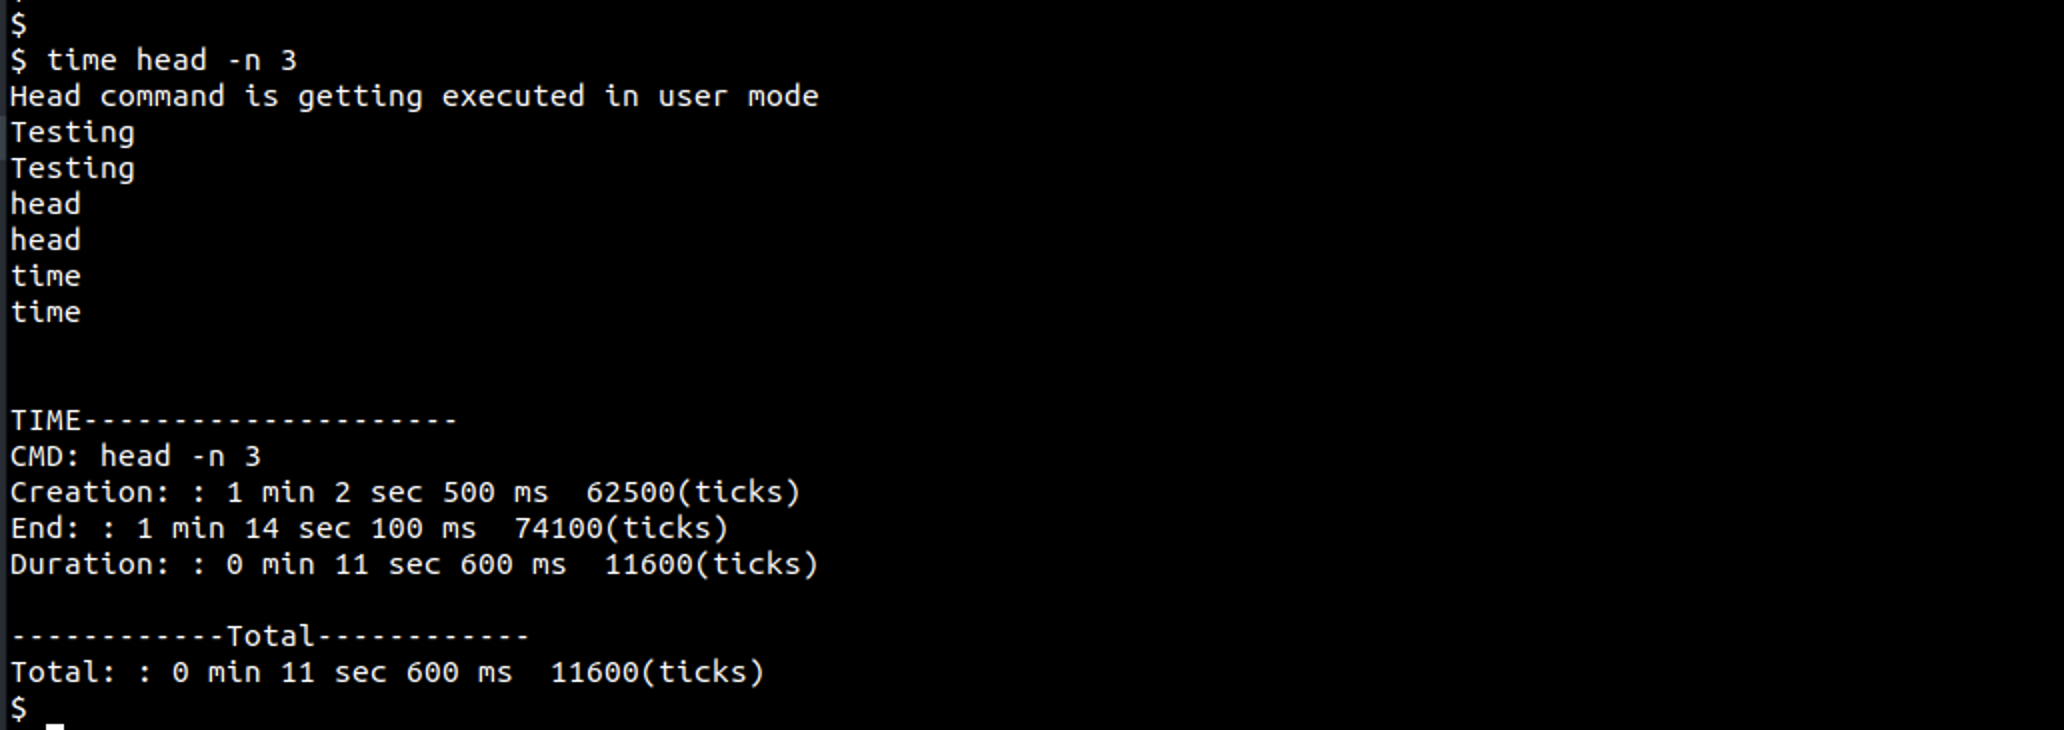 $
$ time head -n 3
Head command is getting executed in user mode
Testing
Testing
head
head
time
time
TIME---------------------
CMD: head -n 3
Creation: : 1 min 2 sec 500 ms  62500(ticks)
End: : 1 min 14 sec 100 ms  74100(ticks)
Duration: : 0 min 11 sec 600 ms  11600(ticks)
------------Total------------
Total: : 0 min 11 sec 600 ms  11600(ticks)
$